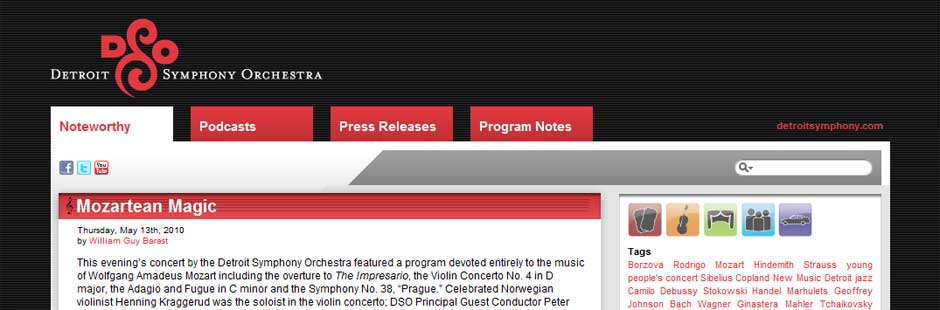 DSO
DETROIT SYMPHONY ORCHESTRA
Noteworthy
Podcasts
Press Releases
Program Notes
detroitsymphony.com
f
t
You Tube
Mozartean Magic
Thursday, May 13th, 2010
by William Guy Barast
This evening's concert by the Detroit Symphony Orchestra featured a program devoted entirely to the music
of Wolfgang Amadeus Mozart including the overture to The Impresario, the Violin Concerto No. 4 in D
major, the Adagio and Fugue in C minor and the Symphony No. 38, “Prague.” Celebrated Norwegian
violinist Henning Kraggerud was the soloist in the violin concerto; DSO Principal Guest Conductor Peter
Tags
Borzova Rodrigo Mozart Hindemith Strauss young
people's concert Sibelius Copland New Music Detroit jazz
Camilo Debussy Stokowski Handel Marhulets Geoffrey
Johnson Bach Wagner Ginastera Mahler Tchaikovsky